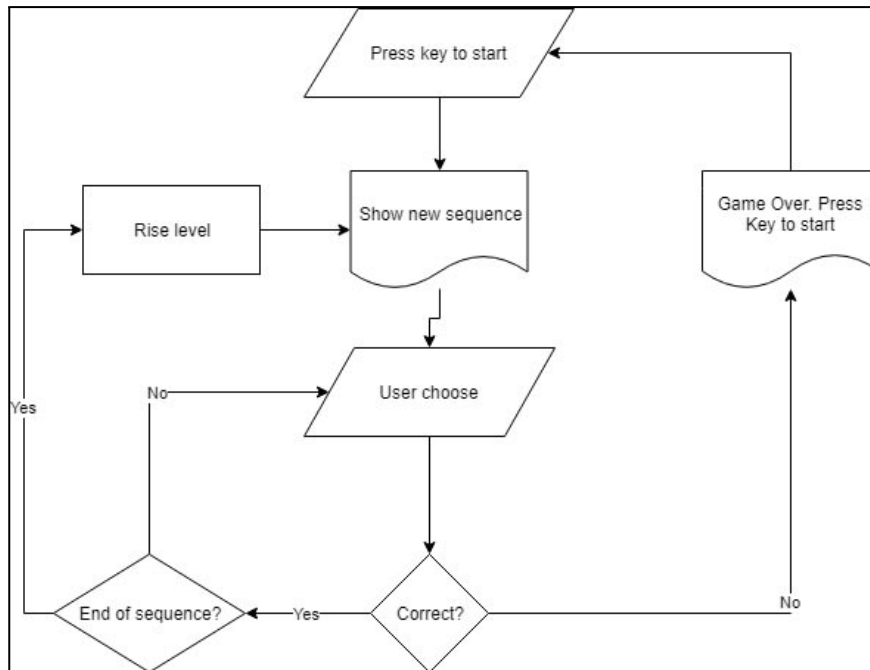 Press key to start
Show new sequence
Game Over. Press
Key to start
Rise level
User choose
No
Yes
End of sequence?
Yes
Correct?
No